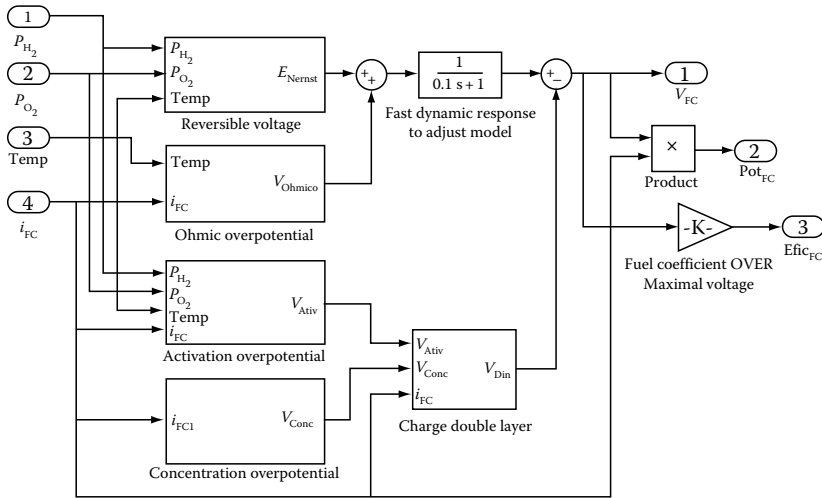 1
P_H2
2
P_O2
3
Temp
4
i_FC
P_H2
P_O2
Temp
E_Nernst
Reversible voltage
Temp
i_FC
V_Ohmico
Ohmic overpotential
P_H2
P_O2
Temp
i_FC
V_Ativ
Activation overpotential
i_FC1
V_Conc
Concentration overpotential
+
+
1
0.1 s + 1
Fast dynamic response
to adjust model
+
−
V_Ativ
V_Conc
i_FC
V_Din
Charge double layer
1
V_FC
×
Product
2
Pot_FC
-K-
Fuel coefficient OVER
Maximal voltage
3
Efic_FC